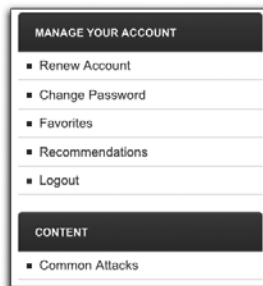 MANAGE YOUR ACCOUNT
Renew Account
Change Password
Favorites
Recommendations
Logout
CONTENT
Common Attacks